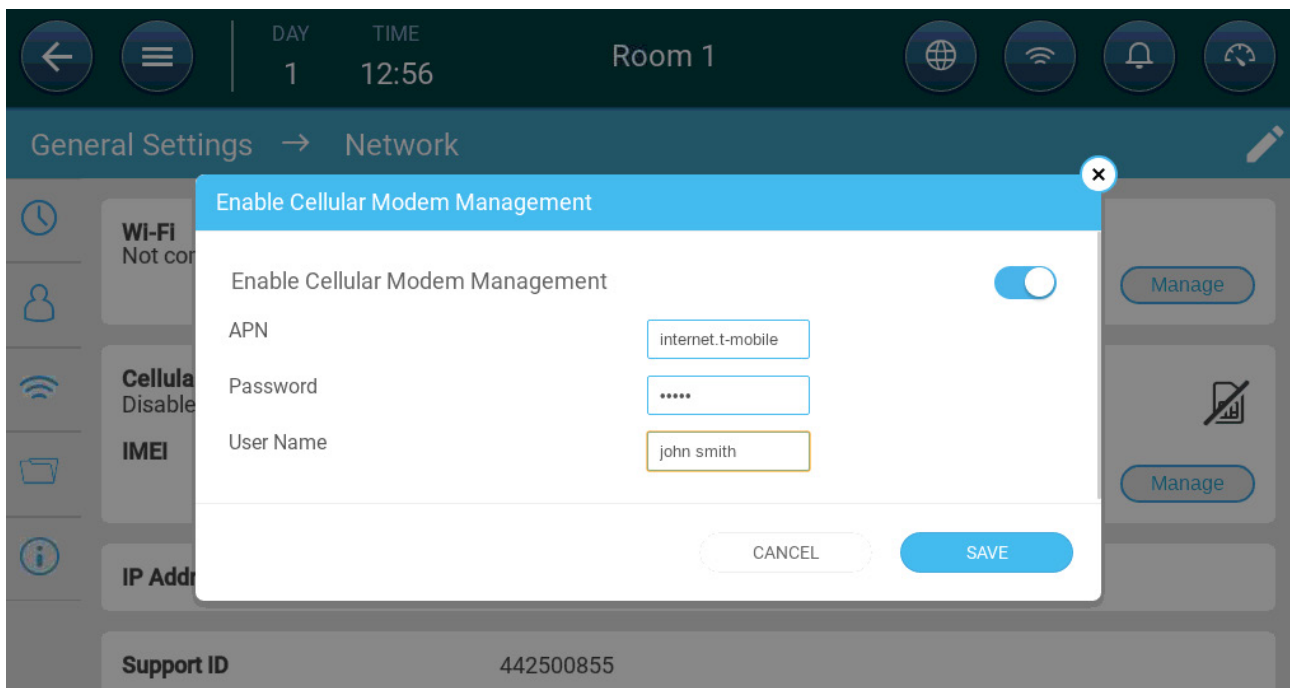 DAY TIME
1 12:56 Room 1
General Settings → Network
Enable Cellular Modem Management
Wi-Fi
Not con
Enable Cellular Modem Management
Manage
APN internet.t-mobile
Cellula
Password •••••
Disable
User Name john smith
IMEI
Manage
CANCEL SAVE
IP Addr
Support ID 442500855